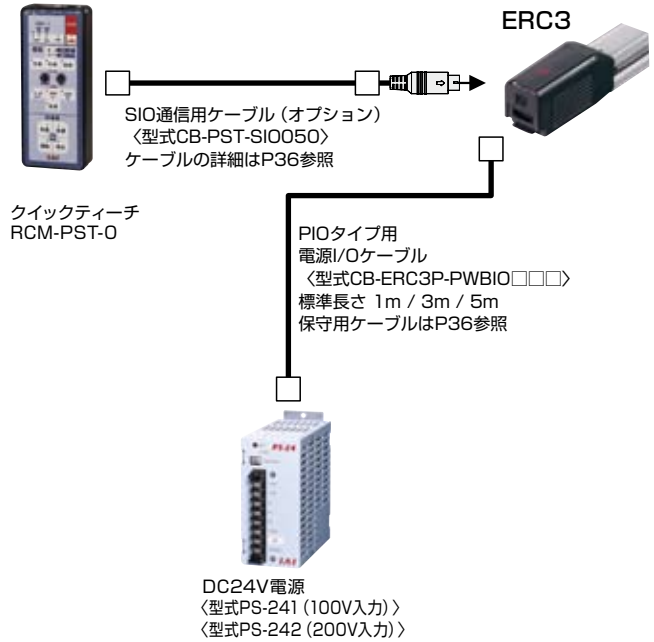 ERC3
SIO通信用ケーブル（オプション）
〈型式CB-PST-SIO050〉
ケーブルの詳細はP36参照
クイックティーチ
RCM-PST-0
PIOタイプ用
電源I/Oケーブル
〈型式CB-ERC3P-PWBIO□□□〉
標準長さ 1m / 3m / 5m
保守用ケーブルはP36参照
PS-24
IAI
DC24V電源
〈型式PS-241（100V入力）〉
〈型式PS-242（200V入力）〉